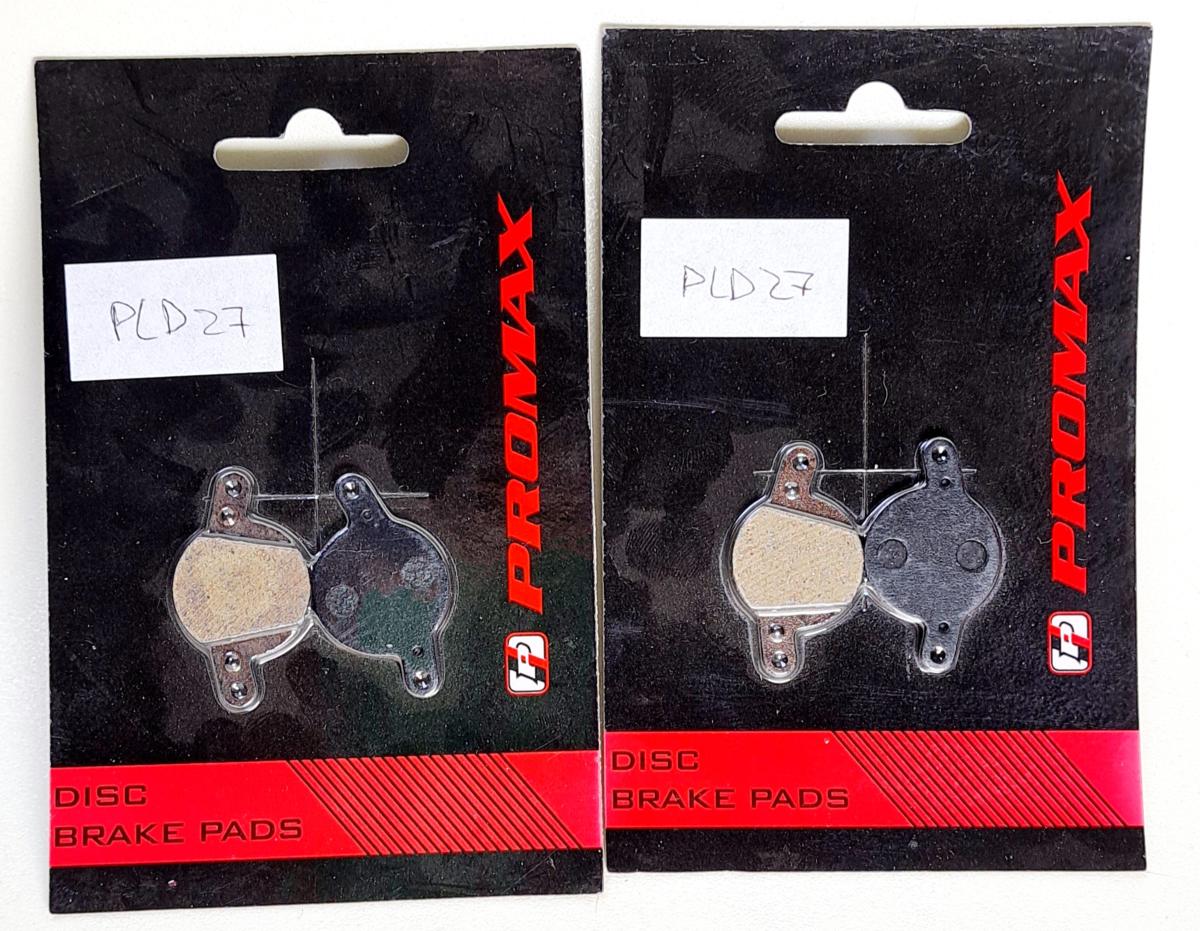 PLD27
PROMAX
P
DISC
BRAKE PADS
PLD27
PROMAX
P
DISC
BRAKE PADS